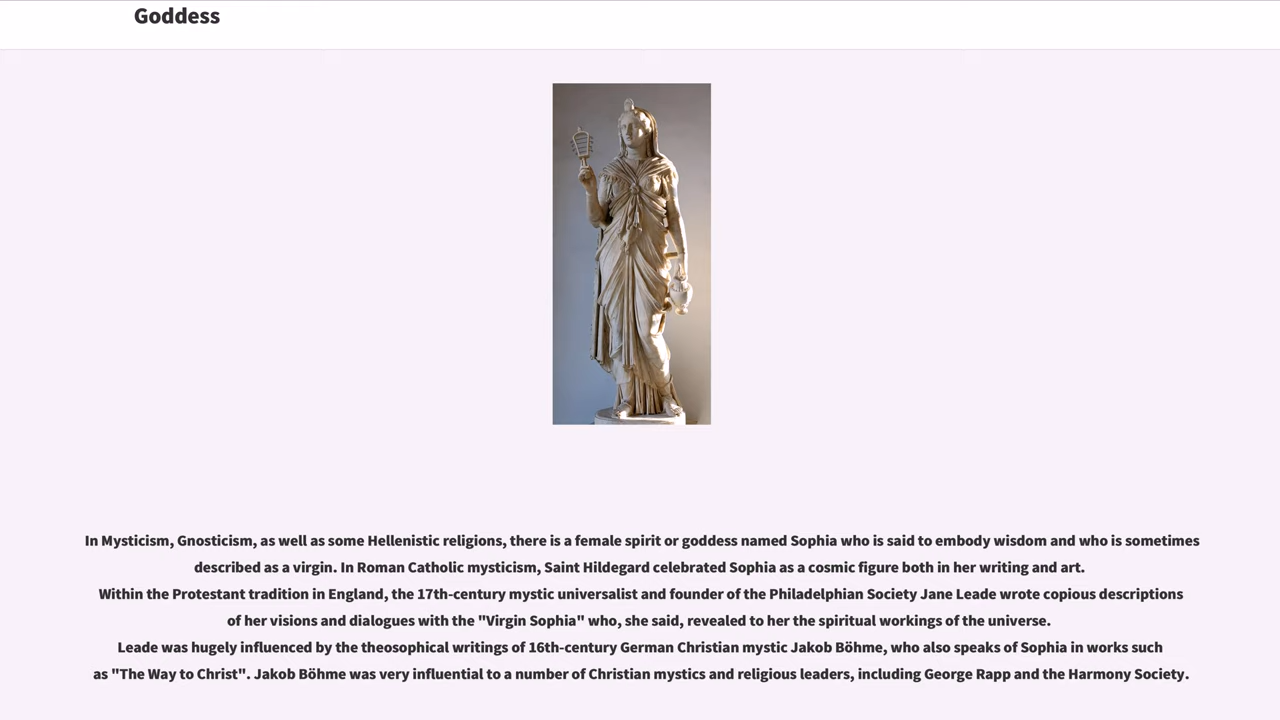 Goddess
In Mysticism, Gnosticism, as well as some Hellenistic religions, there is a female spirit or goddess named Sophia who is said to embody wisdom and who is sometimes
described as a virgin. In Roman Catholic mysticism, Saint Hildegard celebrated Sophia as a cosmic figure both in her writing and art.
Within the Protestant tradition in England, the 17th-century mystic universalist and founder of the Philadelphian Society Jane Leade wrote copious descriptions
of her visions and dialogues with the "Virgin Sophia" who, she said, revealed to her the spiritual workings of the universe.
Leade was hugely influenced by the theosophical writings of 16th-century German Christian mystic Jakob Böhme, who also speaks of Sophia in works such
as "The Way to Christ". Jakob Böhme was very influential to a number of Christian mystics and religious leaders, including George Rapp and the Harmony Society.